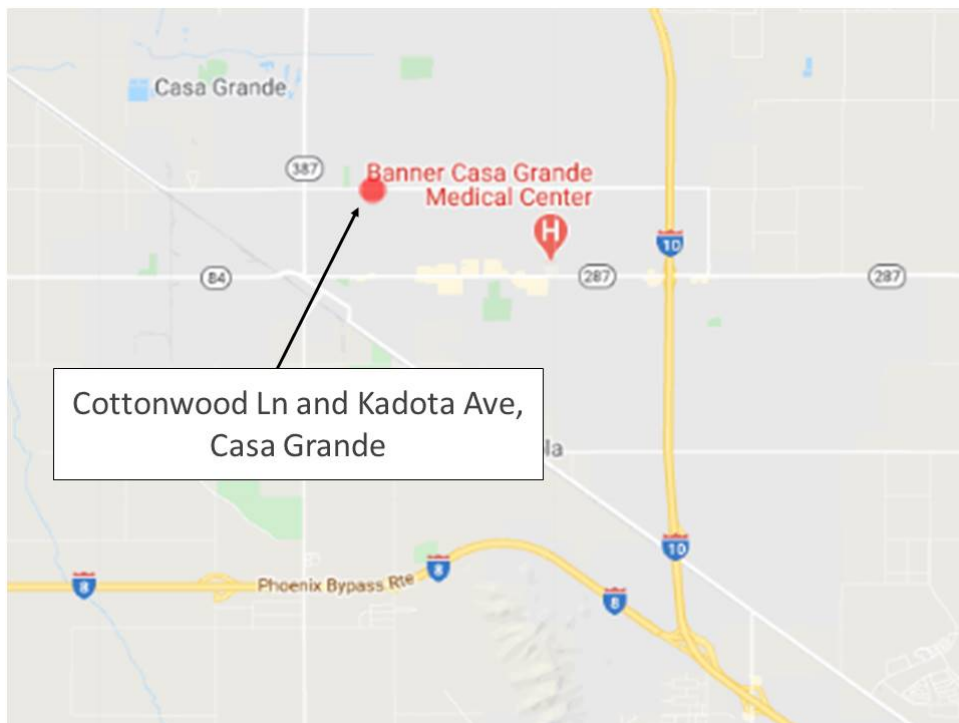 Casa Grande
387
Banner Casa Grande
Medical Center
H
10
84
287
287
Cottonwood Ln and Kadota Ave,
Casa Grande
la
10
8
Phoenix Bypass Rte
8
8